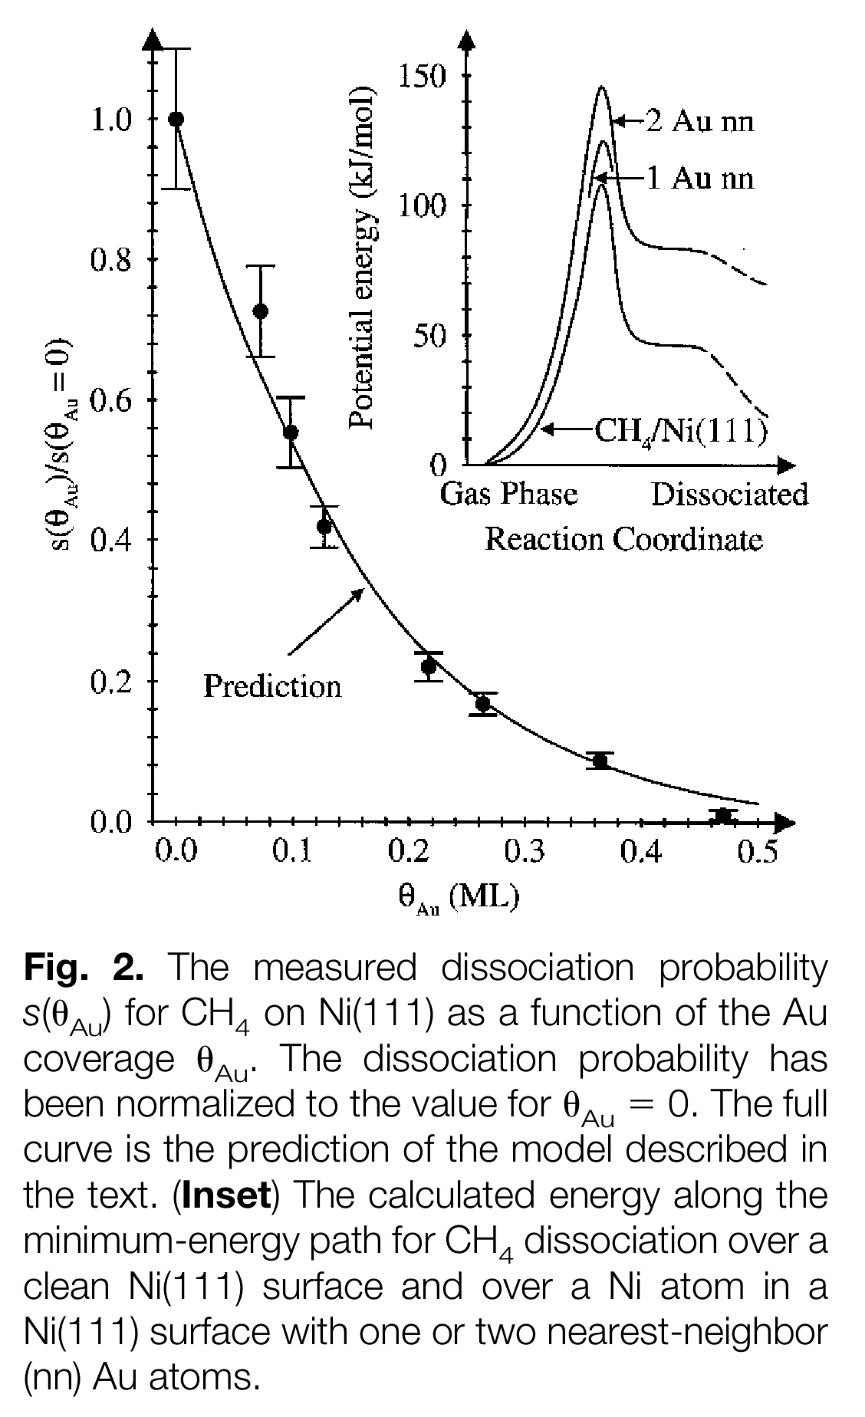 1.0
0.8
0.6
0.4
0.2
0.0
s(θAu)/s(θAu = 0)
0.0 0.1 0.2 0.3 0.4 0.5
θAu (ML)
Prediction
150
100
50
0
Potential energy (kJ/mol)
2 Au nn
1 Au nn
CH4/Ni(111)
Gas Phase Dissociated
Reaction Coordinate
Fig. 2. The measured dissociation probability
s(θAu) for CH4 on Ni(111) as a function of the Au
coverage θAu. The dissociation probability has
been normalized to the value for θAu = 0. The full
curve is the prediction of the model described in
the text. (Inset) The calculated energy along the
minimum-energy path for CH4 dissociation over a
clean Ni(111) surface and over a Ni atom in a
Ni(111) surface with one or two nearest-neighbor
(nn) Au atoms.